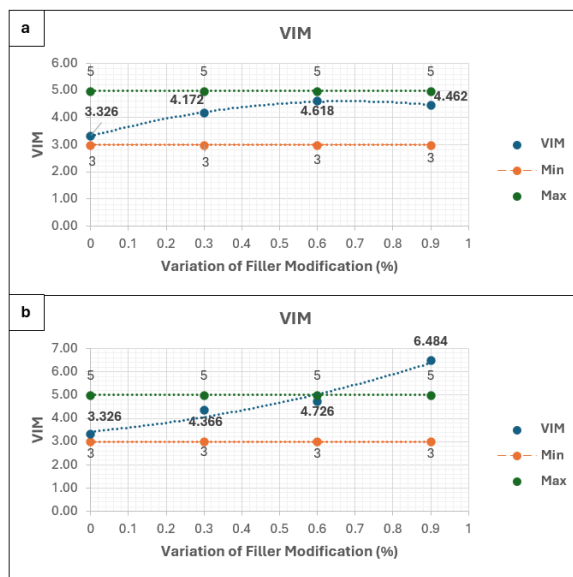 a
VIM
6.00
5.00
4.00
3.00
2.00
1.00
0.00
VIM
5 5 5 5
3.326 4.172 4.618 4.462
3 3 3 3
0 0.1 0.2 0.3 0.4 0.5 0.6 0.7 0.8 0.9 1
Variation of Filler Modification (%)
VIM
Min
Max
b
VIM
7.00
6.00
5.00
4.00
3.00
2.00
1.00
0.00
VIM
6.484
5 5 5 5
3.326 4.366 4.726
3 3 3 3
0 0.1 0.2 0.3 0.4 0.5 0.6 0.7 0.8 0.9 1
Variation of Filler Modification (%)
VIM
Min
Max